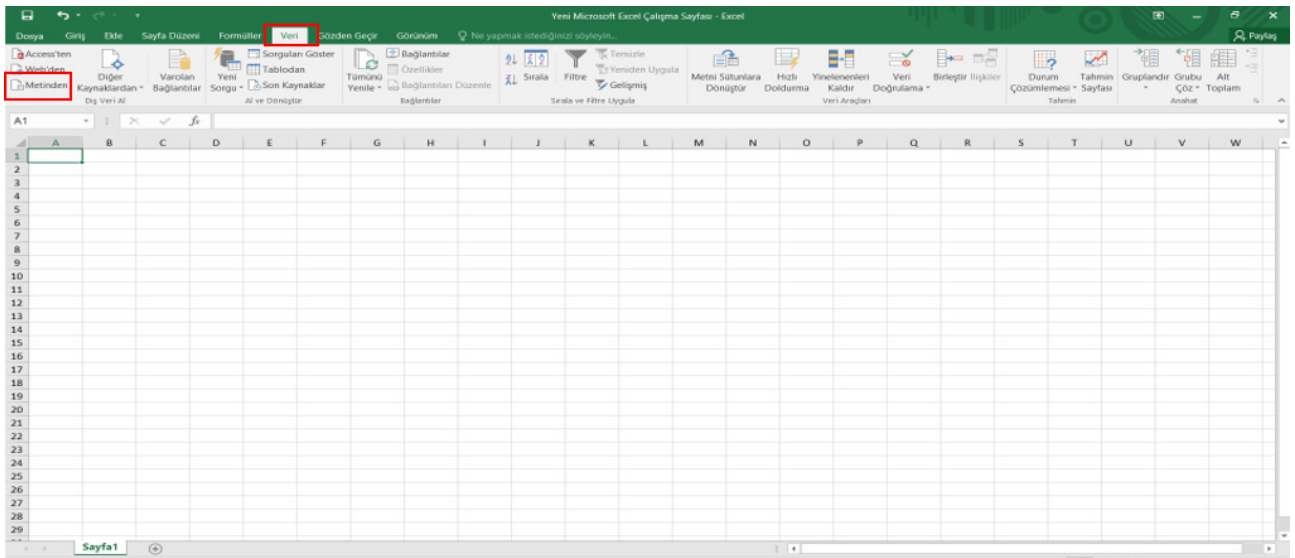 Yeni Microsoft Excel Çalışma Sayfası - Excel
Dosya Giriş Ekle Sayfa Düzeni Formüller Veri Gözden Geçir Görünüm Ne yapmak istediğinizi söyleyin... Paylaş
Access'ten
Web'den
Metinden
Diğer Kaynaklardan
Varolan Bağlantılar
Dış Veri Al
Yeni Sorgu
Sorguları Göster
Tablodan
Son Kaynaklar
Al ve Dönüştür
Tümünü Yenile
Bağlantılar
Özellikler
Bağlantıları Düzenle
Bağlantılar
Sırala
Filtre
Temizle
Yeniden Uygula
Gelişmiş
Sırala ve Filtre Uygula
Metni Sütunlara Dönüştür
Hızlı Doldurma
Yinelenenleri Kaldır
Veri Doğrulama
Birleştir
İlişkiler
Veri Araçları
Durum Çözümlemesi
Tahmin Sayfası
Tahmin
Gruplandır
Grubu Çöz
Alt Toplam
Anahat
A1 fx
A B C D E F G H I J K L M N O P Q R S T U V W
1
2
3
4
5
6
7
8
9
10
11
12
13
14
15
16
17
18
19
20
21
22
23
24
25
26
27
28
29
Sayfa1